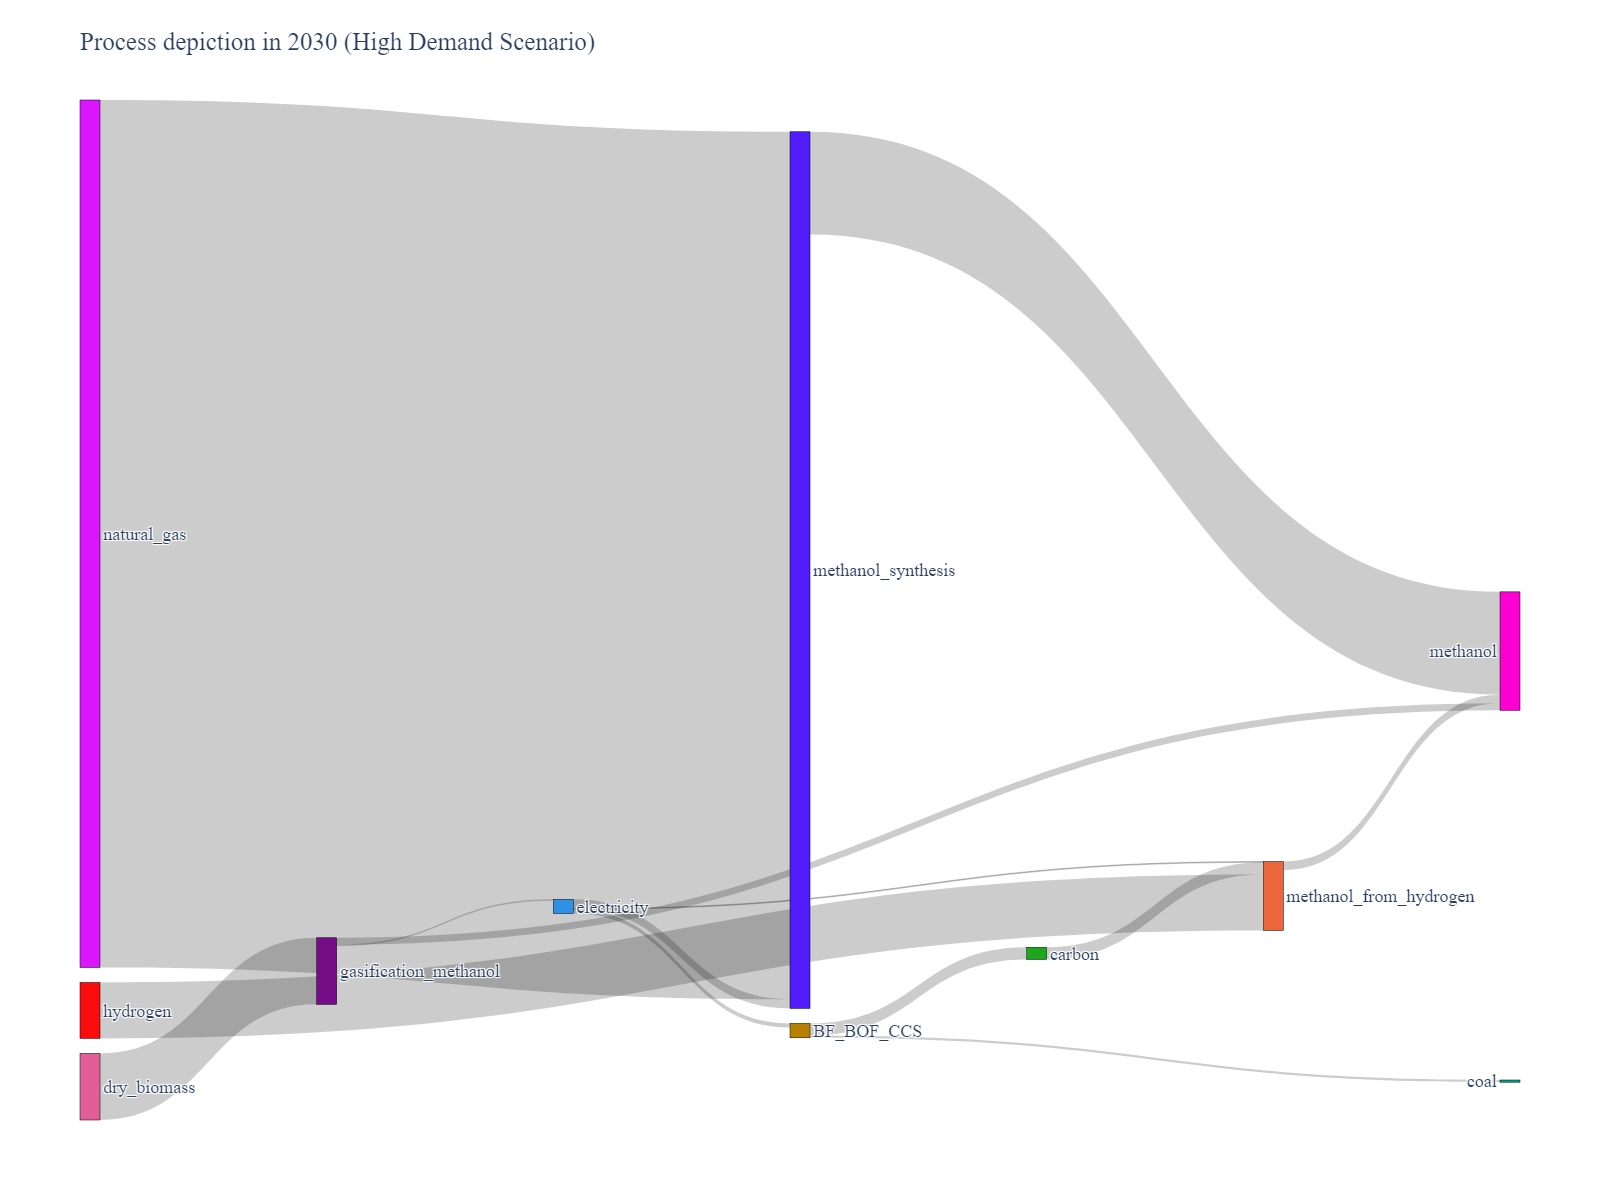 Process depiction in 2030 (High Demand Scenario)
natural_gas
methanol_synthesis
methanol
methanol_from_hydrogen
electricity
carbon
gasification_methanol
hydrogen
BF_BOF_CCS
coal
dry_biomass